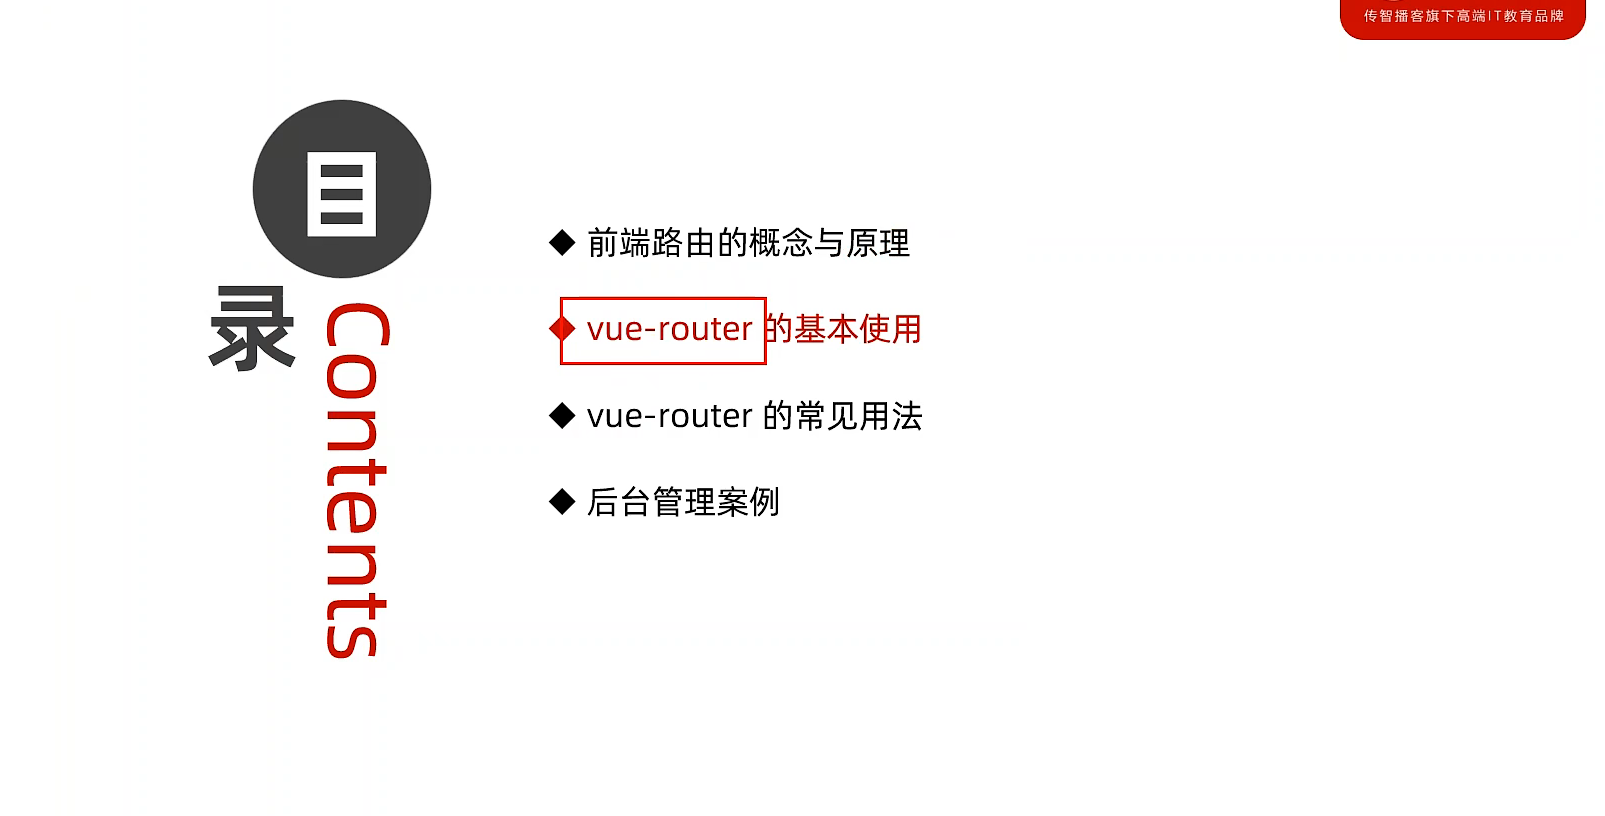 传智播客旗下高端IT教育品牌
目录
Contents
◆ 前端路由的概念与原理
◆ vue-router 的基本使用
◆ vue-router 的常见用法
◆ 后台管理案例